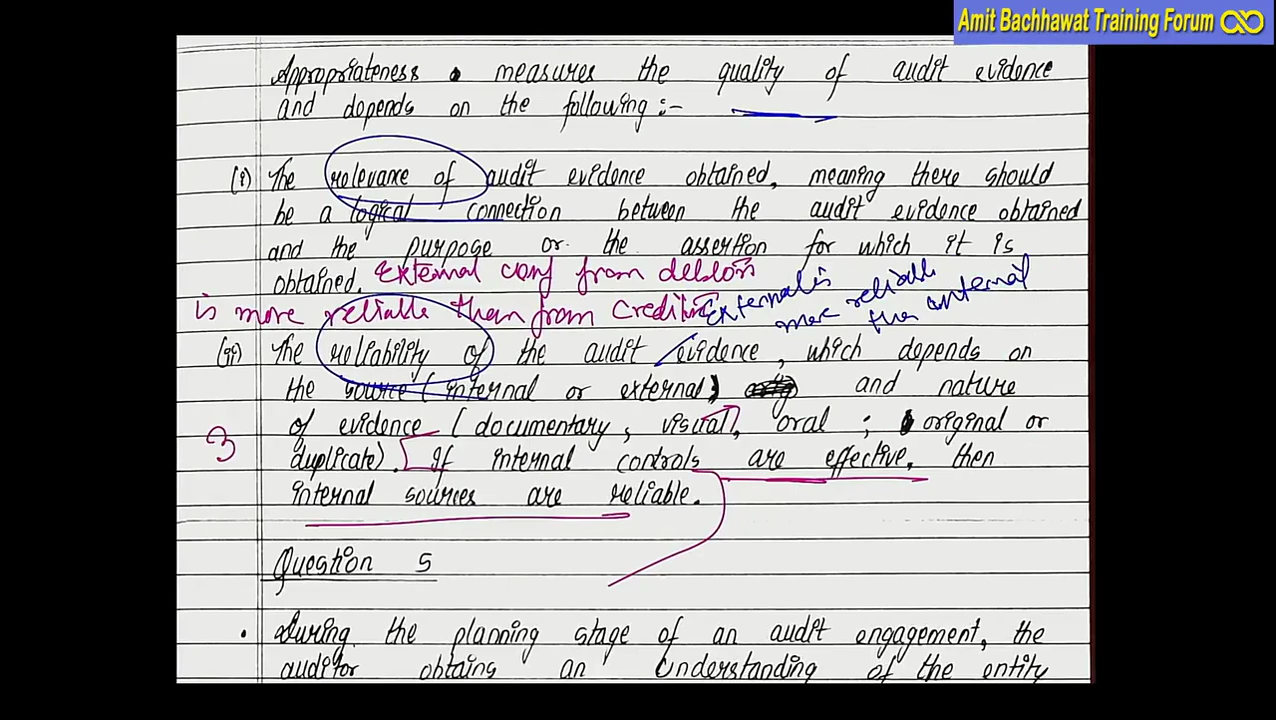 Amit Bachhawat Training Forum
Appropriateness • measures the quality of audit evidence
and depends on the following :-
(i) The relevance of audit evidence obtained, meaning there should
be a logical connection between the audit evidence obtained
and the purpose or the assertion for which it is
obtained. External conf from debtors
is more reliable than from creditors
External is
more reliable
than internal
(ii) The reliability of the audit evidence, which depends on
the source (internal or external) and nature
of evidence (documentary, visual, oral ; original or
3
duplicate). If internal controls are effective, then
internal sources are reliable.
Question 5
• During the planning stage of an audit engagement, the
auditor obtains an understanding of the entity